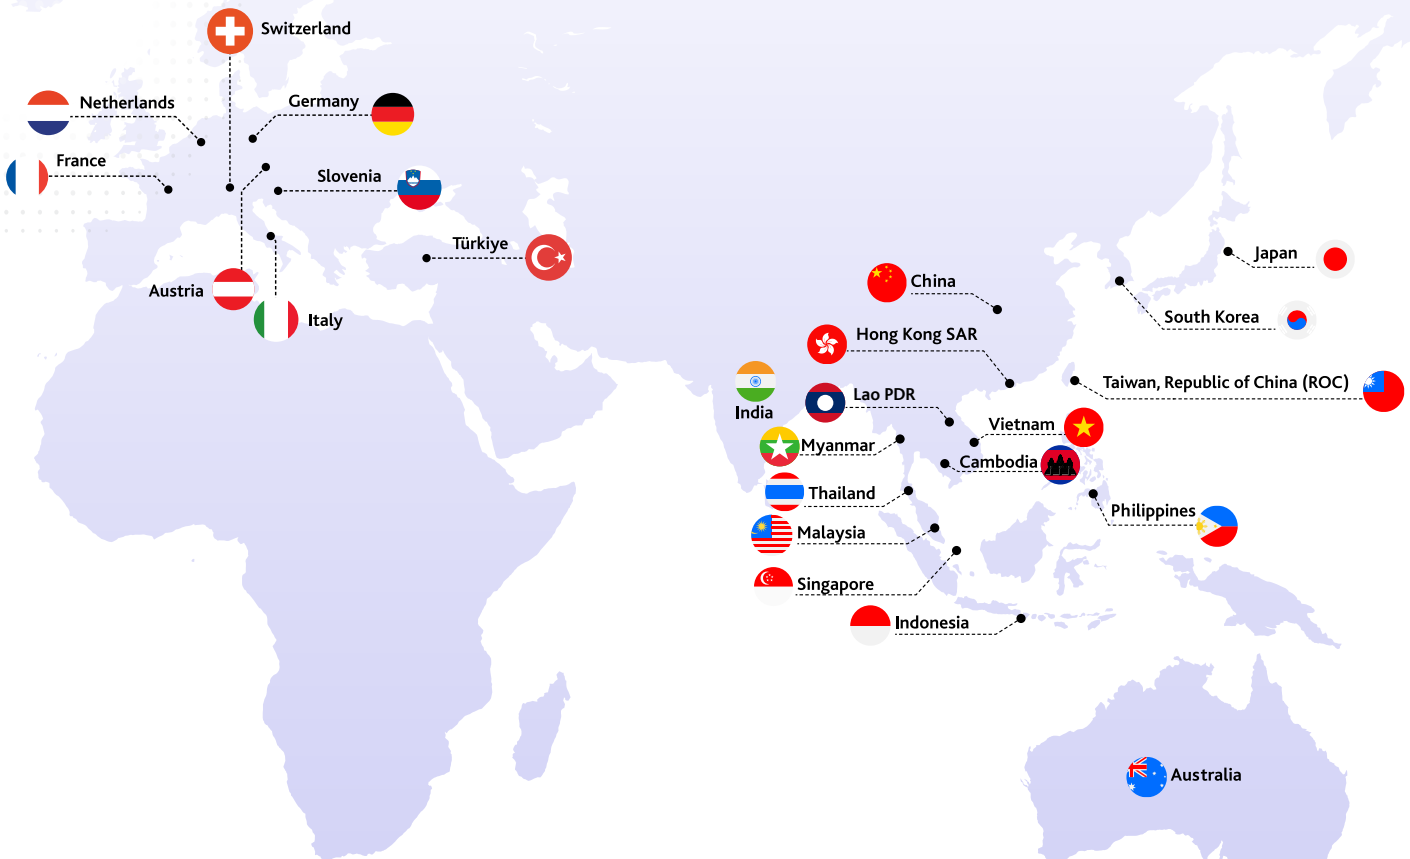 Switzerland
Netherlands
Germany
France
Slovenia
Türkiye
Austria
Italy
Japan
China
South Korea
Hong Kong SAR
Taiwan, Republic of China (ROC)
India
Lao PDR
Vietnam
Myanmar
Cambodia
Thailand
Philippines
Malaysia
Singapore
Indonesia
Australia